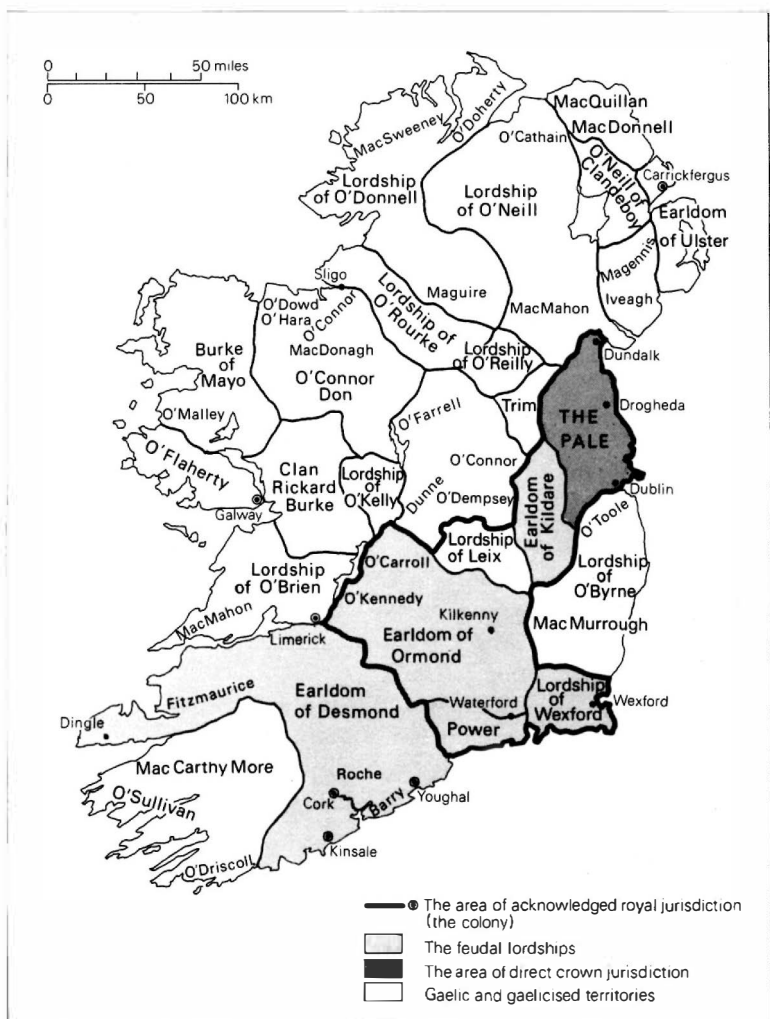 0 50 miles
0 50 100 km
MacSweeney
O'Doherty
MacQuillan
MacDonnell
O'Cathain
O'Neill of
Clandeboy
Carrickfergus
Lordship
of O'Donnell
Lordship
of O'Neill
Earldom
of Ulster
Magennis
Iveagh
Sligo
Maguire
MacMahon
O'Dowd
O'Hara
O'Connor
Lordship of
O'Rourke
MacDonagh
Lordship
of O'Reilly
Dundalk
Burke
of
Mayo
O'Connor
Don
O'Malley
O'Farrell
Trim
THE
PALE
Drogheda
O'Flaherty
Clan
Rickard
Burke
Lordship
of
O'Kelly
O'Connor
O'Dempsey
Dunne
Earldom
of Kildare
Dublin
Galway
O'Toole
Lordship
of Leix
Lordship
of
O'Byrne
O'Carroll
Lordship
of O'Brien
O'Kennedy
MacMahon
Kilkenny
MacMurrough
Limerick
Earldom of
Ormond
Fitzmaurice
Earldom
of Desmond
Waterford
Lordship
of
Wexford
Wexford
Dingle
Power
Mac Carthy More
Roche
O'Sullivan
Cork
Barry
Youghal
Kinsale
O'Driscoll
The area of acknowledged royal jurisdiction
(the colony)
The feudal lordships
The area of direct crown jurisdiction
Gaelic and gaelicised territories